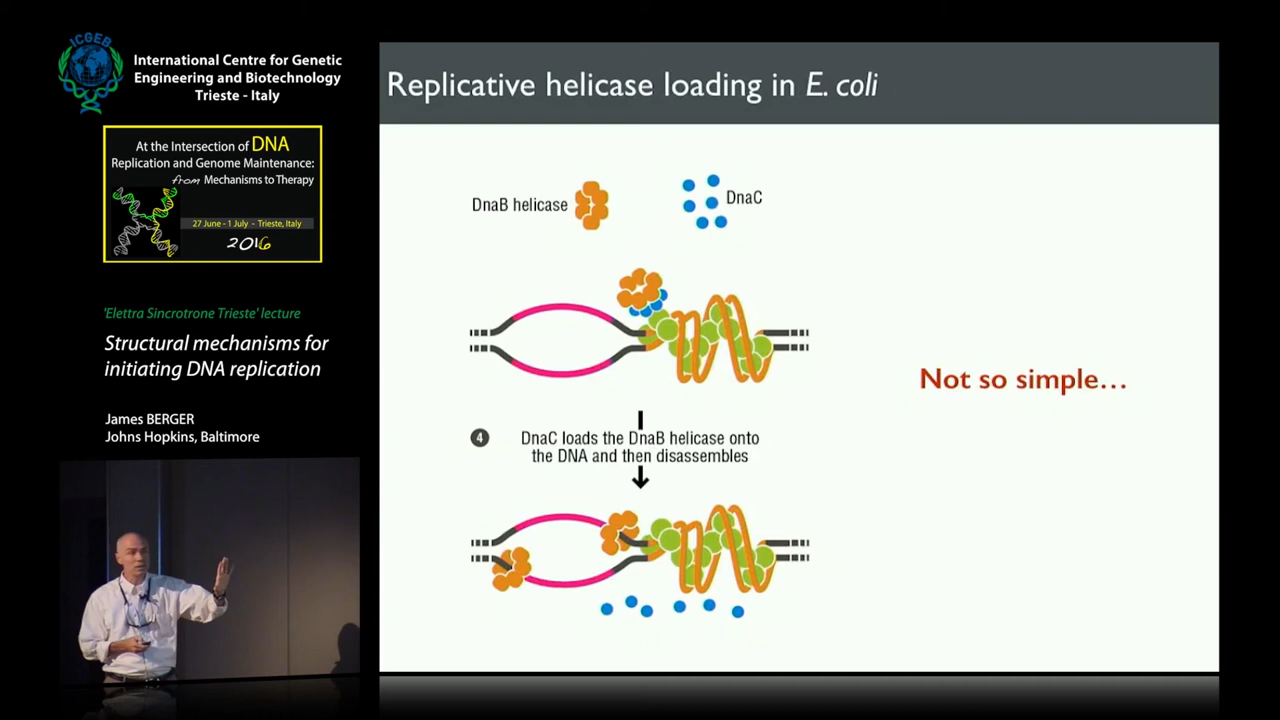 ICGEB
International Centre for Genetic
Engineering and Biotechnology
Trieste - Italy
At the Intersection of DNA
Replication and Genome Maintenance:
from Mechanisms to Therapy
27 June - 1 July - Trieste, Italy
2016
'Elettra Sincrotrone Trieste' lecture
Structural mechanisms for
initiating DNA replication
James BERGER
Johns Hopkins, Baltimore
Replicative helicase loading in E. coli
DnaB helicase
DnaC
Not so simple…
4
DnaC loads the DnaB helicase onto
the DNA and then disassembles